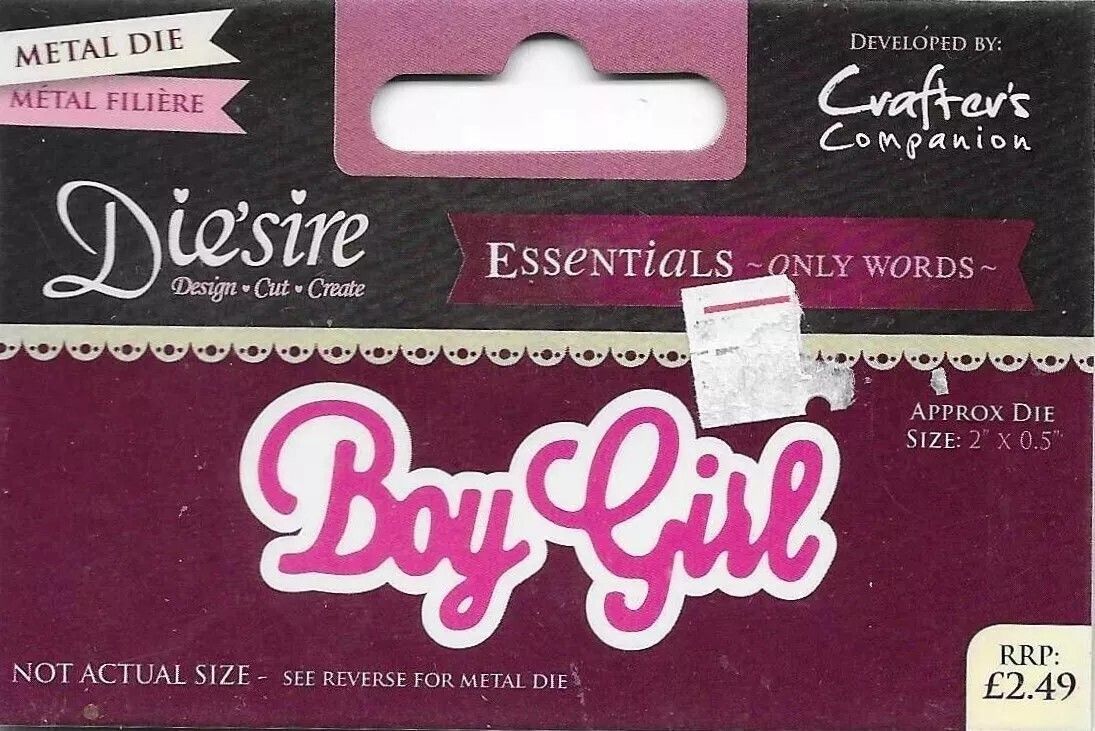 METAL DIE
MÉTAL FILIÈRE
DEVELOPED BY:
Crafter's
Companion
Die'sire
Design • Cut • Create
ESSENTiALS ~ONLY WORDS~
APPROX DIE
SIZE: 2" X 0.5"
Boy Girl
NOT ACTUAL SIZE - SEE REVERSE FOR METAL DIE
RRP:
£2.49